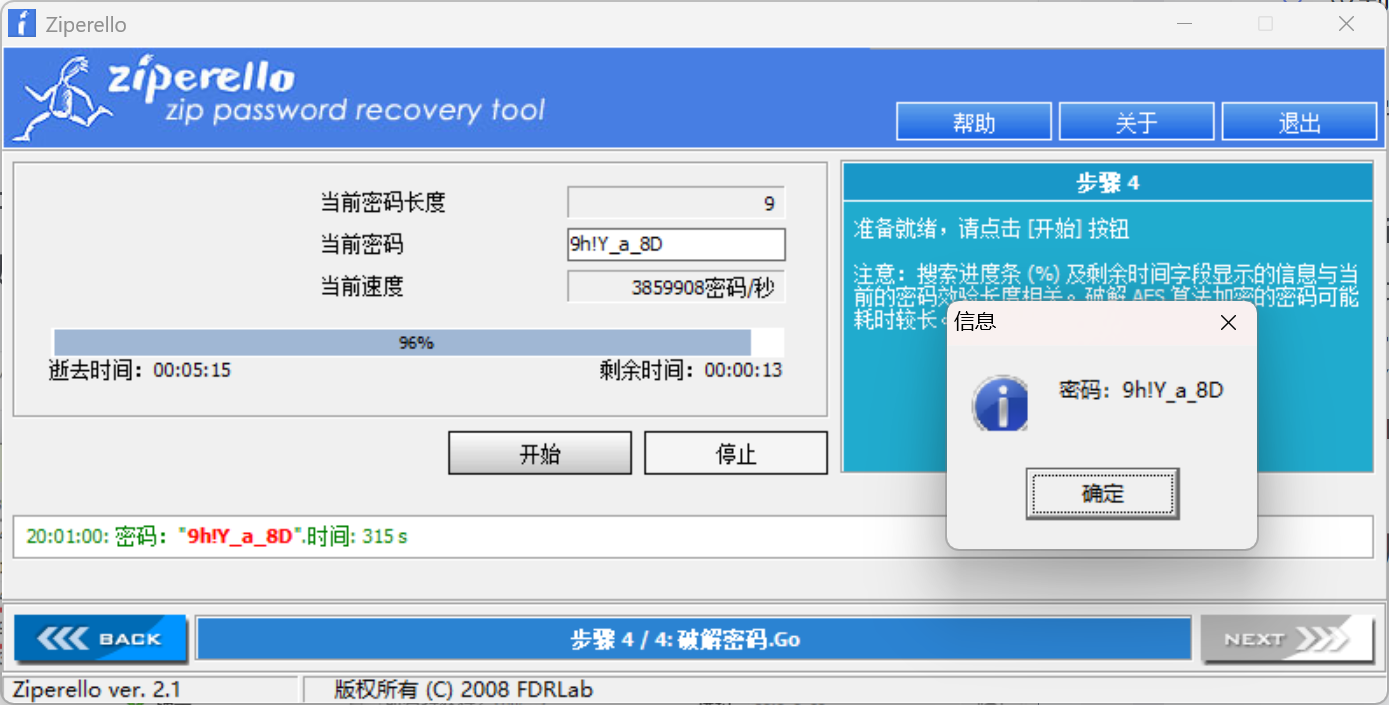 Ziperello
ziperello
zip password recovery tool
帮助 关于 退出
当前密码长度 9
当前密码 9h!Y_a_8D
当前速度 3859908密码/秒
96%
逝去时间：00:05:15 剩余时间：00:00:13
开始 停止
步骤 4
准备就绪，请点击 [开始] 按钮
注意：搜索进度条 (%) 及剩余时间字段显示的信息与当
前的密码效验长度相关。破解 AES 算法加密的密码可能
耗时较长。
信息
密码：9h!Y_a_8D
确定
20:01:00: 密码："9h!Y_a_8D".时间: 315 s
BACK
步骤 4 / 4: 破解密码.Go
NEXT
Ziperello ver. 2.1
版权所有 (C) 2008 FDRLab